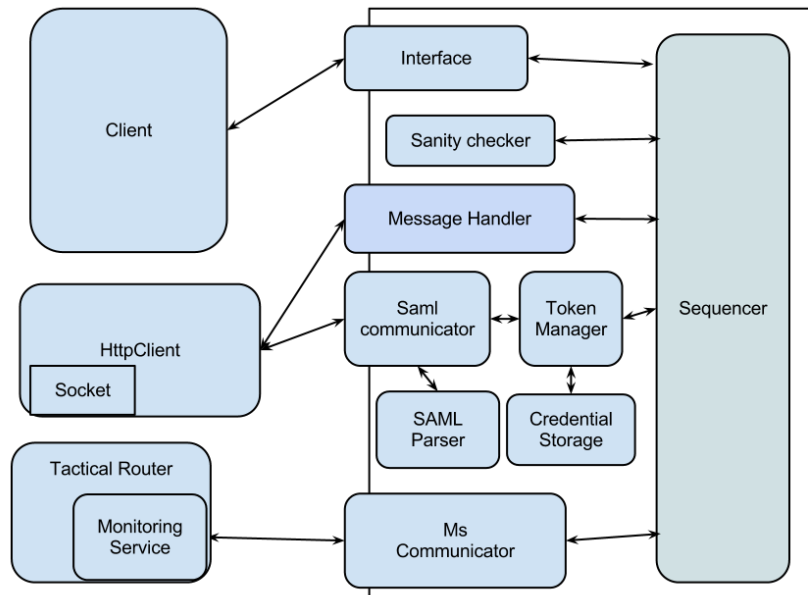 Interface
Client
Sanity checker
Message Handler
Saml
communicator
Token
Manager
Sequencer
HttpClient
Socket
SAML
Parser
Credential
Storage
Tactical Router
Monitoring
Service
Ms
Communicator